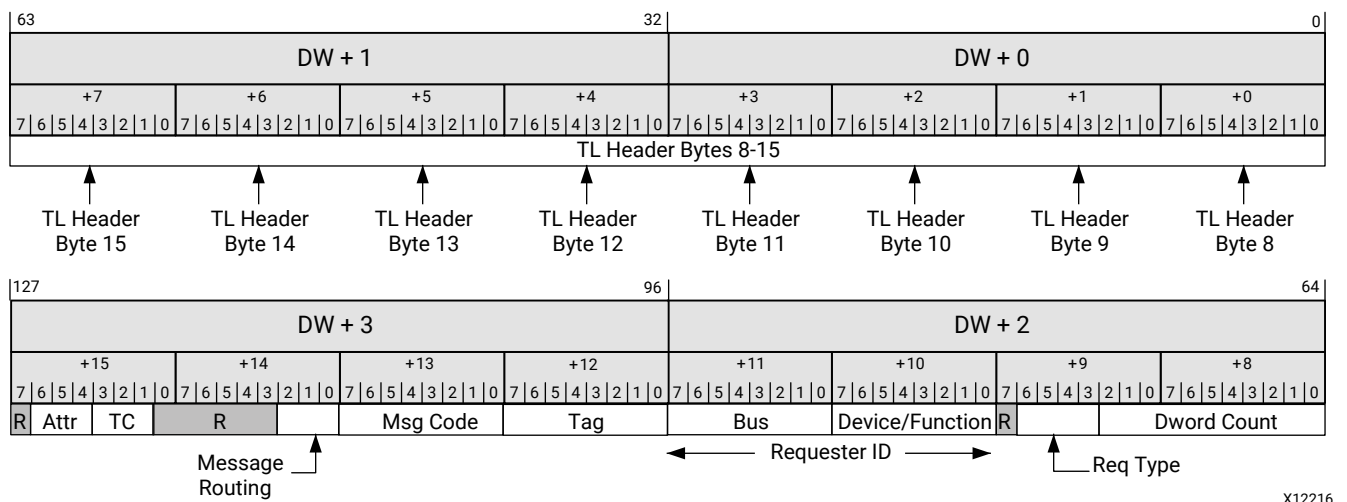 63 32 0
DW + 1 DW + 0
+7 +6 +5 +4 +3 +2 +1 +0
7 6 5 4 3 2 1 0 7 6 5 4 3 2 1 0 7 6 5 4 3 2 1 0 7 6 5 4 3 2 1 0 7 6 5 4 3 2 1 0 7 6 5 4 3 2 1 0 7 6 5 4 3 2 1 0 7 6 5 4 3 2 1 0
TL Header Bytes 8-15
TL Header TL Header TL Header TL Header TL Header TL Header TL Header TL Header
Byte 15 Byte 14 Byte 13 Byte 12 Byte 11 Byte 10 Byte 9 Byte 8
127 96 64
DW + 3 DW + 2
+15 +14 +13 +12 +11 +10 +9 +8
7 6 5 4 3 2 1 0 7 6 5 4 3 2 1 0 7 6 5 4 3 2 1 0 7 6 5 4 3 2 1 0 7 6 5 4 3 2 1 0 7 6 5 4 3 2 1 0 7 6 5 4 3 2 1 0 7 6 5 4 3 2 1 0
R Attr TC R Msg Code Tag Bus Device/Function R Dword Count
Message Requester ID Req Type
Routing
X12216